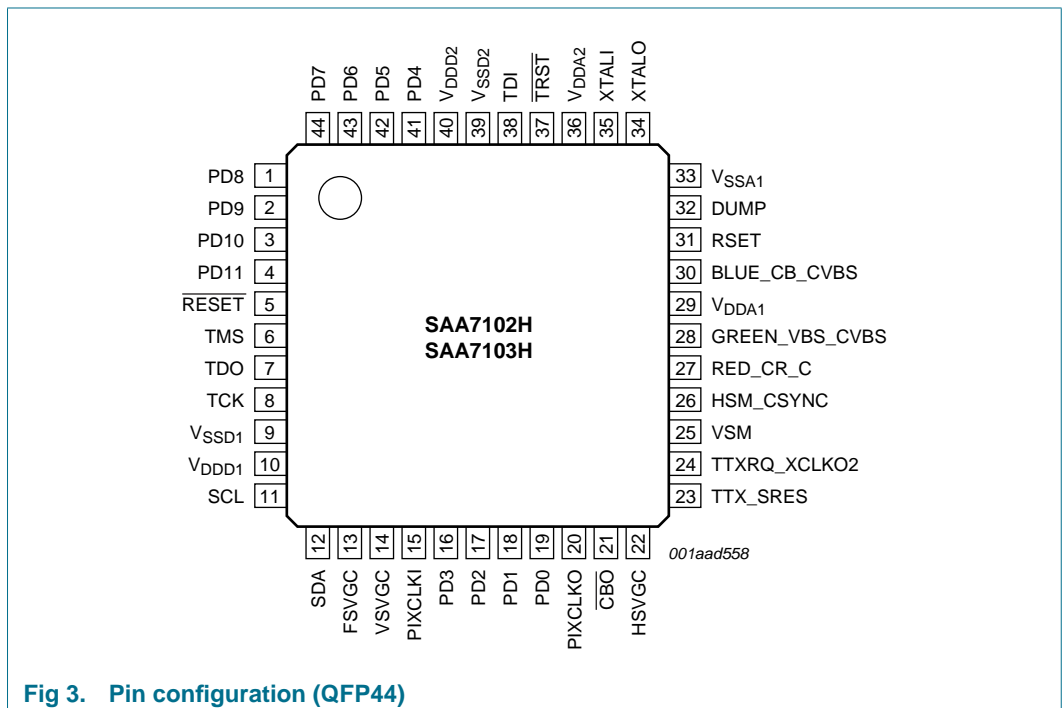 PD7 PD6 PD5 PD4 VDDD2 VSSD2 TDI TRST VDDA2 XTALI XTALO
44 43 42 41 40 39 38 37 36 35 34
PD8 1
PD9 2
PD10 3
PD11 4
RESET 5
TMS 6
TDO 7
TCK 8
VSSD1 9
VDDD1 10
SCL 11
SAA7102H
SAA7103H
33 VSSA1
32 DUMP
31 RSET
30 BLUE_CB_CVBS
29 VDDA1
28 GREEN_VBS_CVBS
27 RED_CR_C
26 HSM_CSYNC
25 VSM
24 TTXRQ_XCLKO2
23 TTX_SRES
12 13 14 15 16 17 18 19 20 21 22
SDA FSVGC VSVGC PIXCLKI PD3 PD2 PD1 PD0 PIXCLKO CBO HSVGC
001aad558
Fig 3. Pin configuration (QFP44)